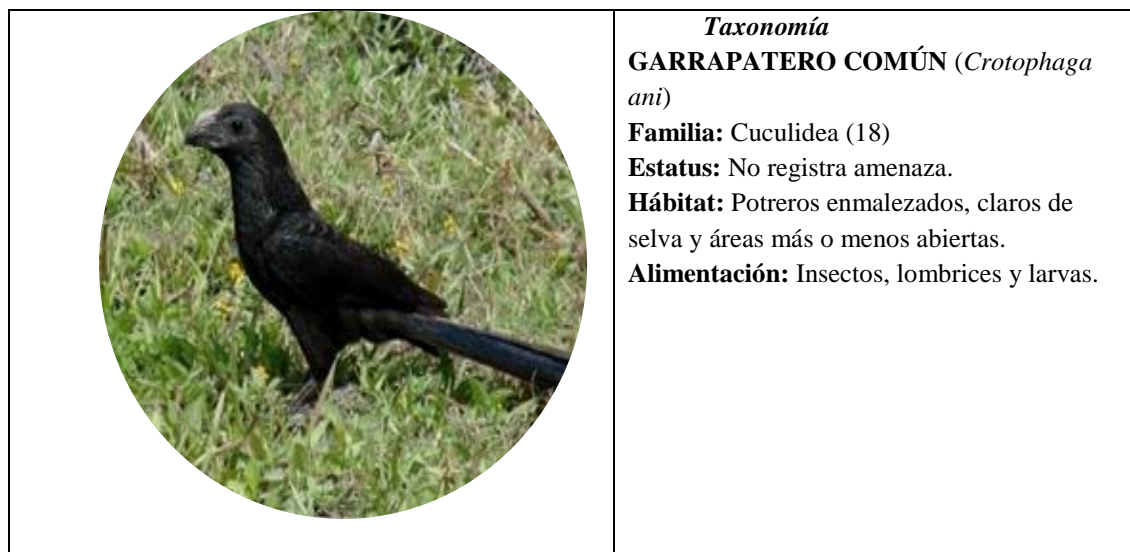 Taxonomía
GARRAPATERO COMÚN (Crotophaga
ani)
Familia: Cuculidea (18)
Estatus: No registra amenaza.
Hábitat: Potreros enmalezados, claros de
selva y áreas más o menos abiertas.
Alimentación: Insectos, lombrices y larvas.